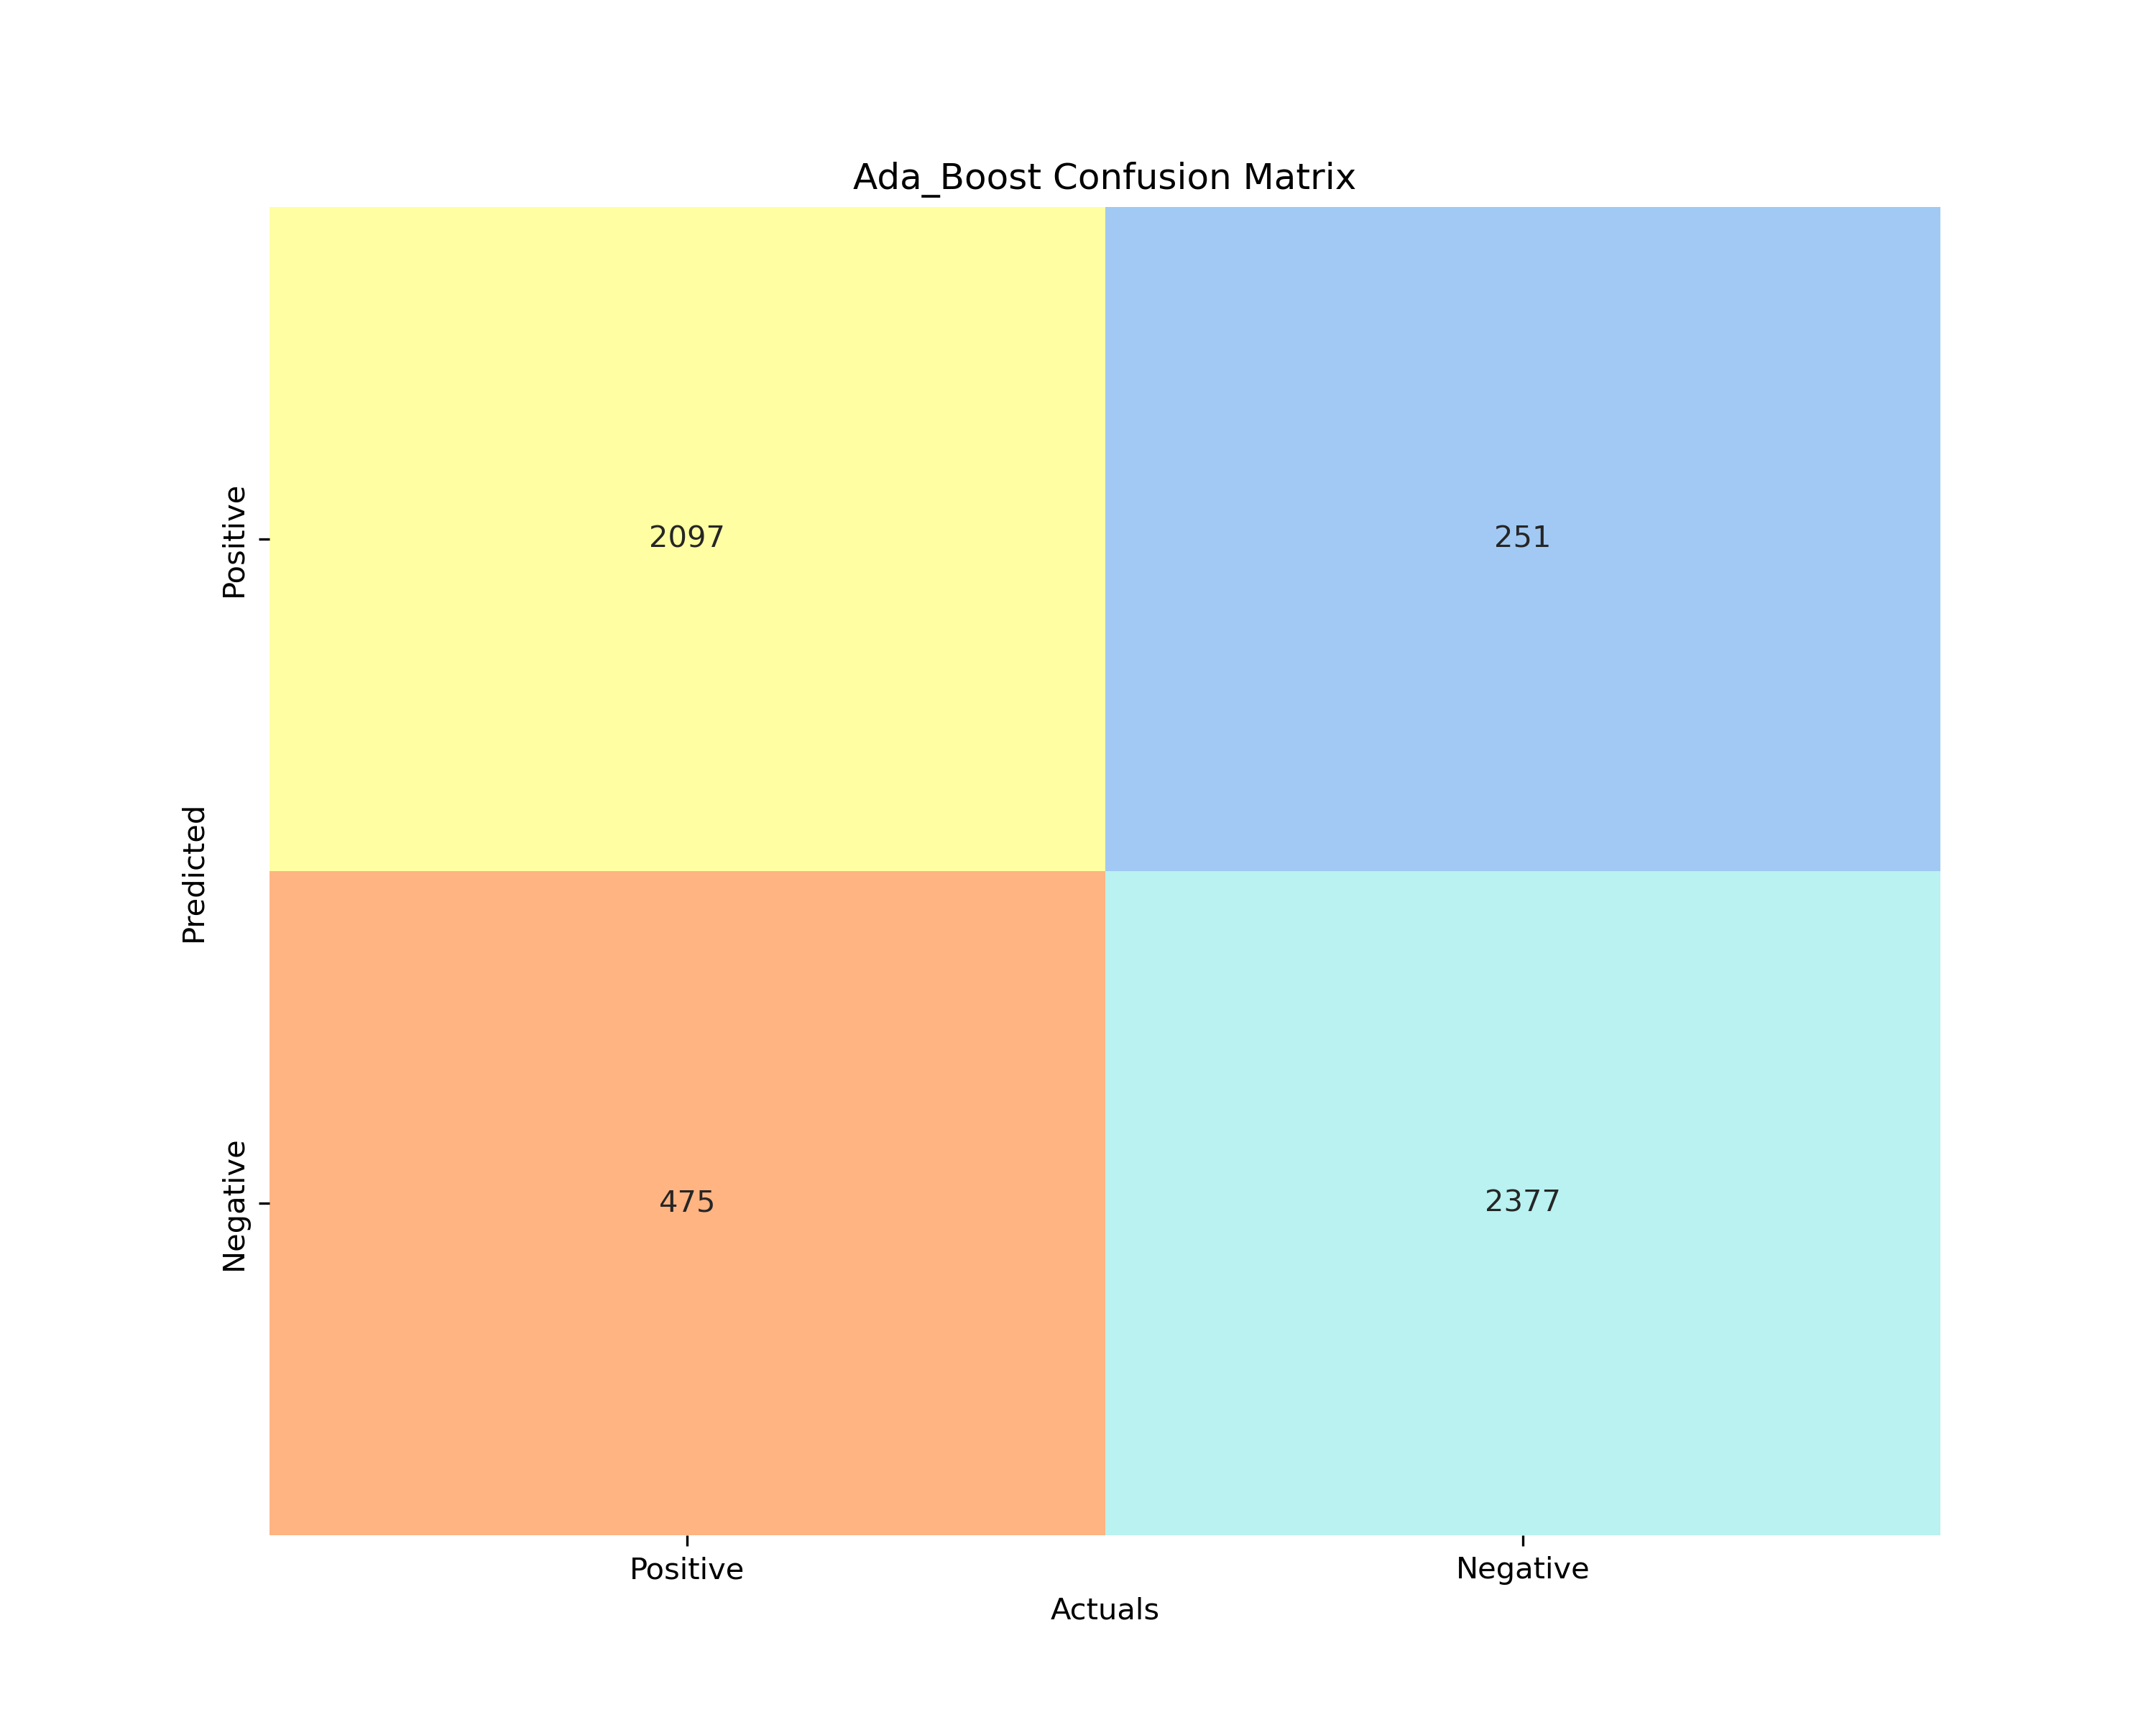 Ada_Boost Confusion Matrix
Positive
2097
251
Predicted
Negative
475
2377
Positive
Negative
Actuals